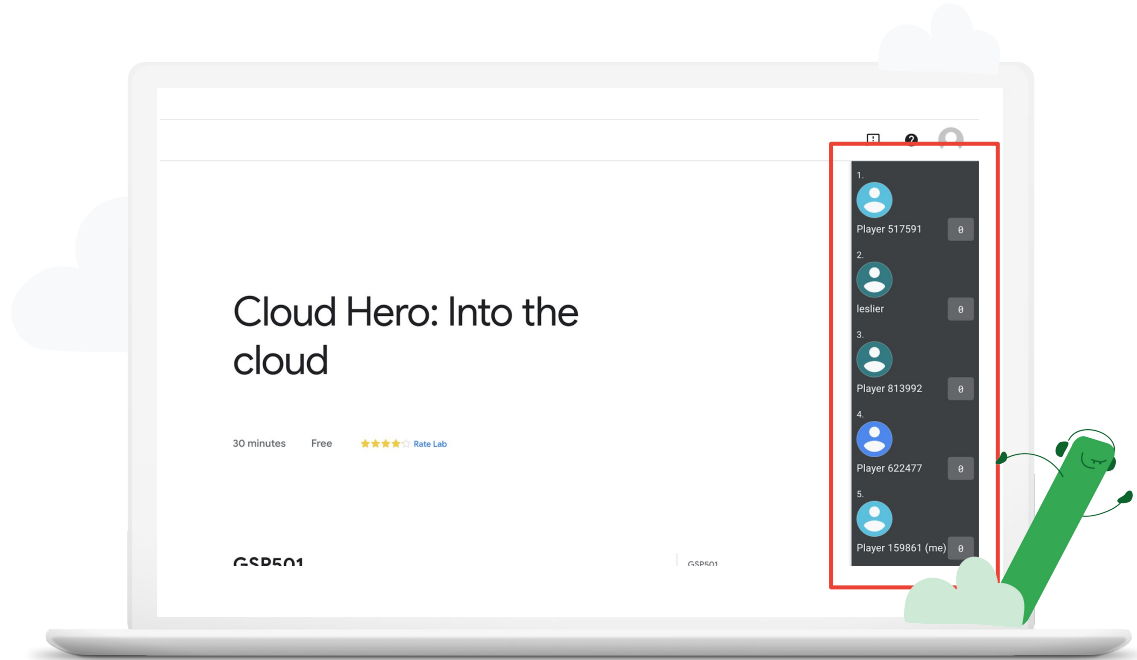 1.
Player 517591 0
2.
leslier 0
3.
Player 813992 0
4.
Player 622477 0
5.
Player 159861 (me) 0
Cloud Hero: Into the
cloud
30 minutes Free Rate Lab
GSP501 GSP501